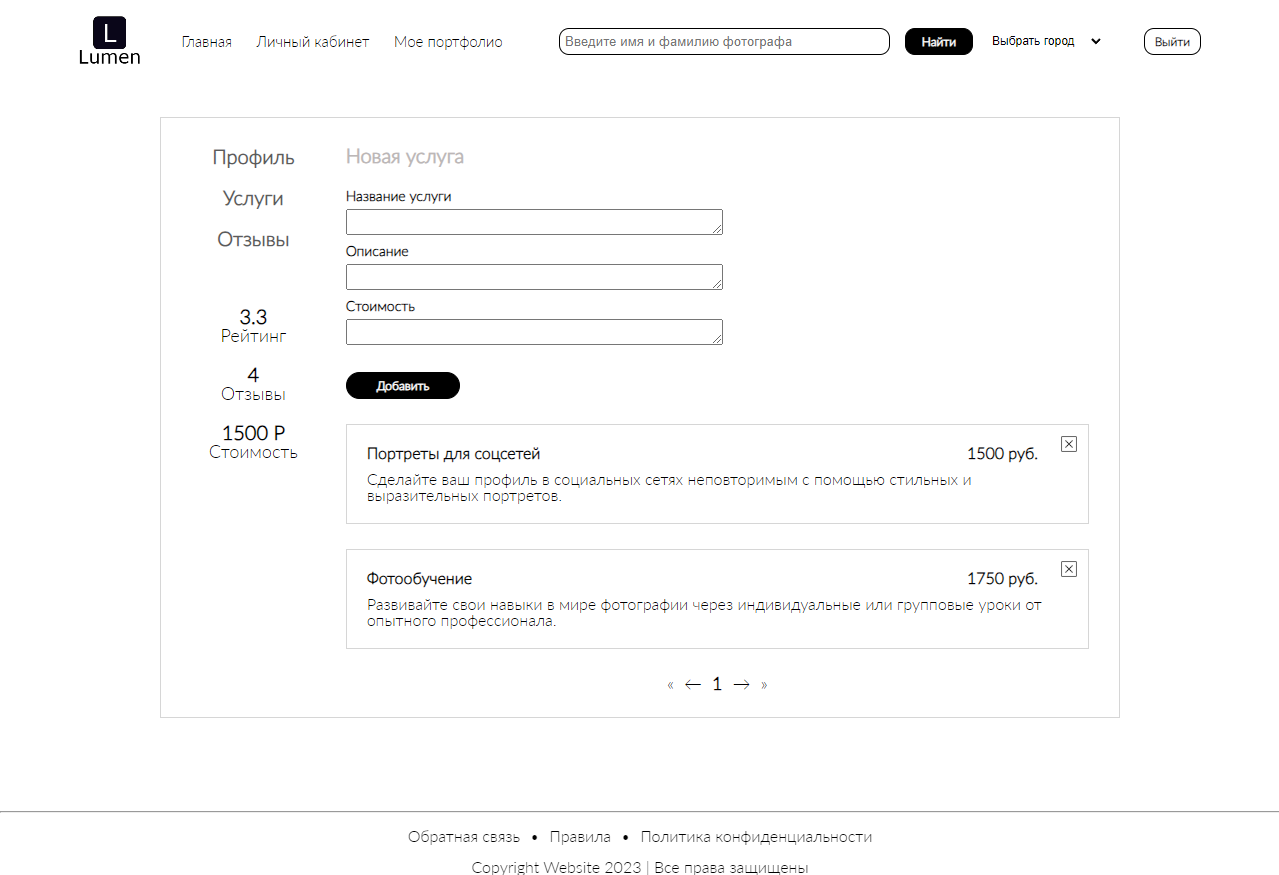 L
Lumen
Главная Личный кабинет Мое портфолио Введите имя и фамилию фотографа Найти Выбрать город Выйти
Профиль
Услуги
Отзывы
3.3
Рейтинг
4
Отзывы
1500 Р
Стоимость
Новая услуга
Название услуги
Описание
Стоимость
Добавить
Портреты для соцсетей 1500 руб.
Сделайте ваш профиль в социальных сетях неповторимым с помощью стильных и
выразительных портретов.
Фотообучение 1750 руб.
Развивайте свои навыки в мире фотографии через индивидуальные или групповые уроки от
опытного профессионала.
« ← 1 → »
Обратная связь • Правила • Политика конфиденциальности
Copyright Website 2023 | Все права защищены